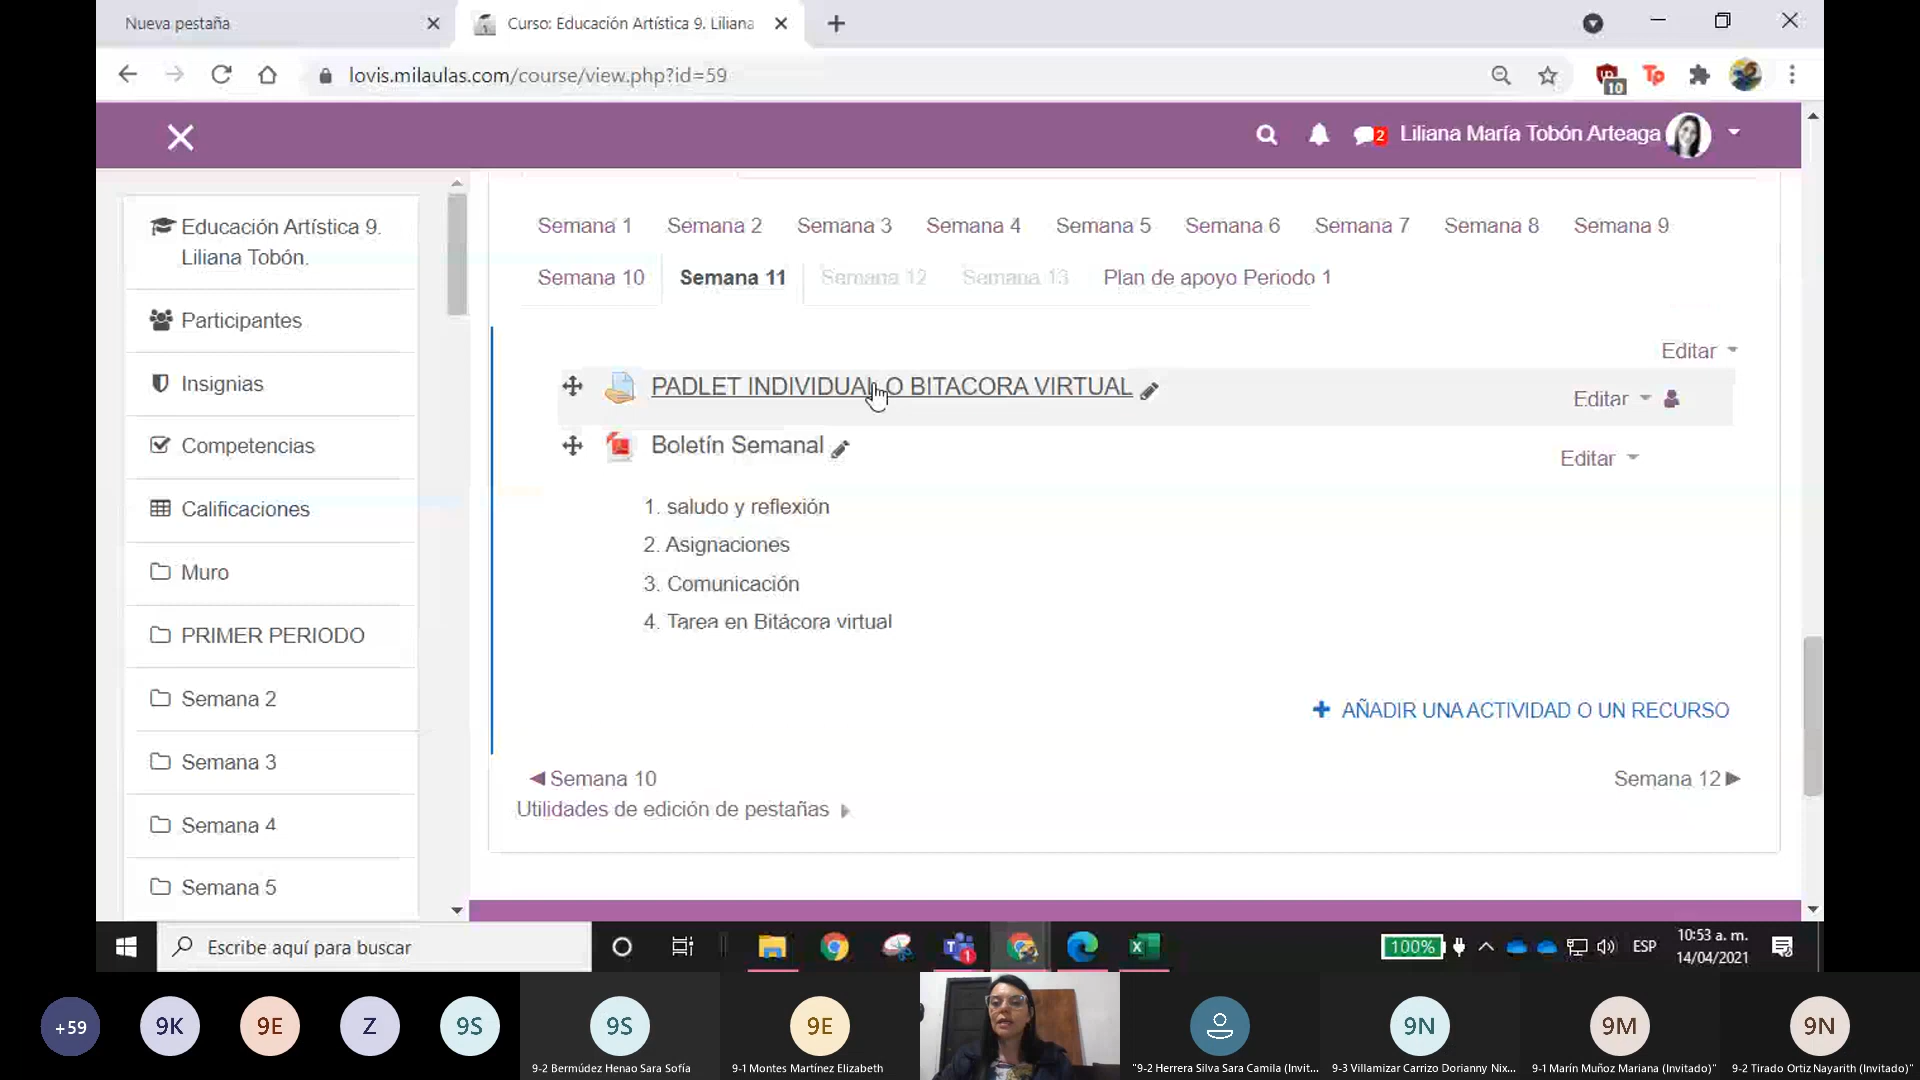 Nueva pestaña
Curso: Educación Artística 9. Liliana
lovis.milaulas.com/course/view.php?id=59
10
Tp
2
Liliana María Tobón Arteaga
Educación Artística 9.
Liliana Tobón.
Participantes
Insignias
Competencias
Calificaciones
Muro
PRIMER PERIODO
Semana 2
Semana 3
Semana 4
Semana 5
Semana 1
Semana 2
Semana 3
Semana 4
Semana 5
Semana 6
Semana 7
Semana 8
Semana 9
Semana 10
Semana 11
Semana 12
Semana 13
Plan de apoyo Periodo 1
Editar
PADLET INDIVIDUAL O BITACORA VIRTUAL
Editar
Boletín Semanal
Editar
1. saludo y reflexión
2. Asignaciones
3. Comunicación
4. Tarea en Bitácora virtual
AÑADIR UNA ACTIVIDAD O UN RECURSO
Semana 10
Semana 12
Utilidades de edición de pestañas
Escribe aquí para buscar
1
100%
ESP
10:53 a. m.
14/04/2021
+59
9K
9E
Z
9S
9S
9-2 Bermúdez Henao Sara Sofía
9E
9-1 Montes Martínez Elizabeth
"9-2 Herrera Silva Sara Camila (Invit...
9N
9-3 Villamizar Carrizo Dorianny Nix...
9M
9-1 Marín Muñoz Mariana (Invitado)"
9N
9-2 Tirado Ortiz Nayarith (Invitado)"